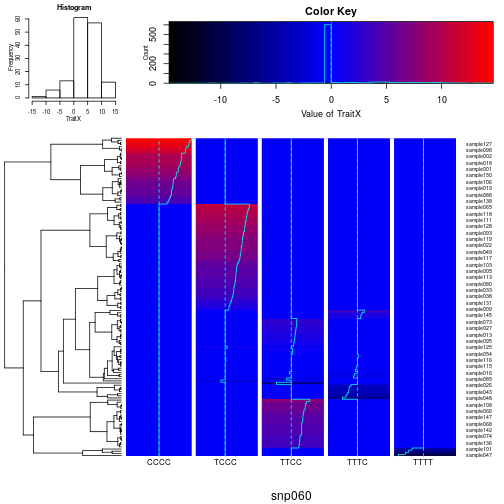 Histogram
Frequency
0 10 20 30 40 50 60
-15 -10 -5 0 5 10 15
TraitX
Color Key
Count
0 200 500
-10 -5 0 5 10
Value of TraitX
sample127
sample098
sample002
sample018
sample001
sample150
sample106
sample019
sample088
sample138
sample065
sample118
sample111
sample128
sample093
sample119
sample022
sample049
sample117
sample103
sample005
sample113
sample080
sample033
sample038
sample131
sample009
sample145
sample073
sample027
sample013
sample095
sample125
sample054
sample116
sample115
sample016
sample085
sample026
sample043
sample048
sample108
sample066
sample147
sample068
sample142
sample074
sample136
sample101
sample047
CCCC TCCC TTCC TTTC TTTT
snp060